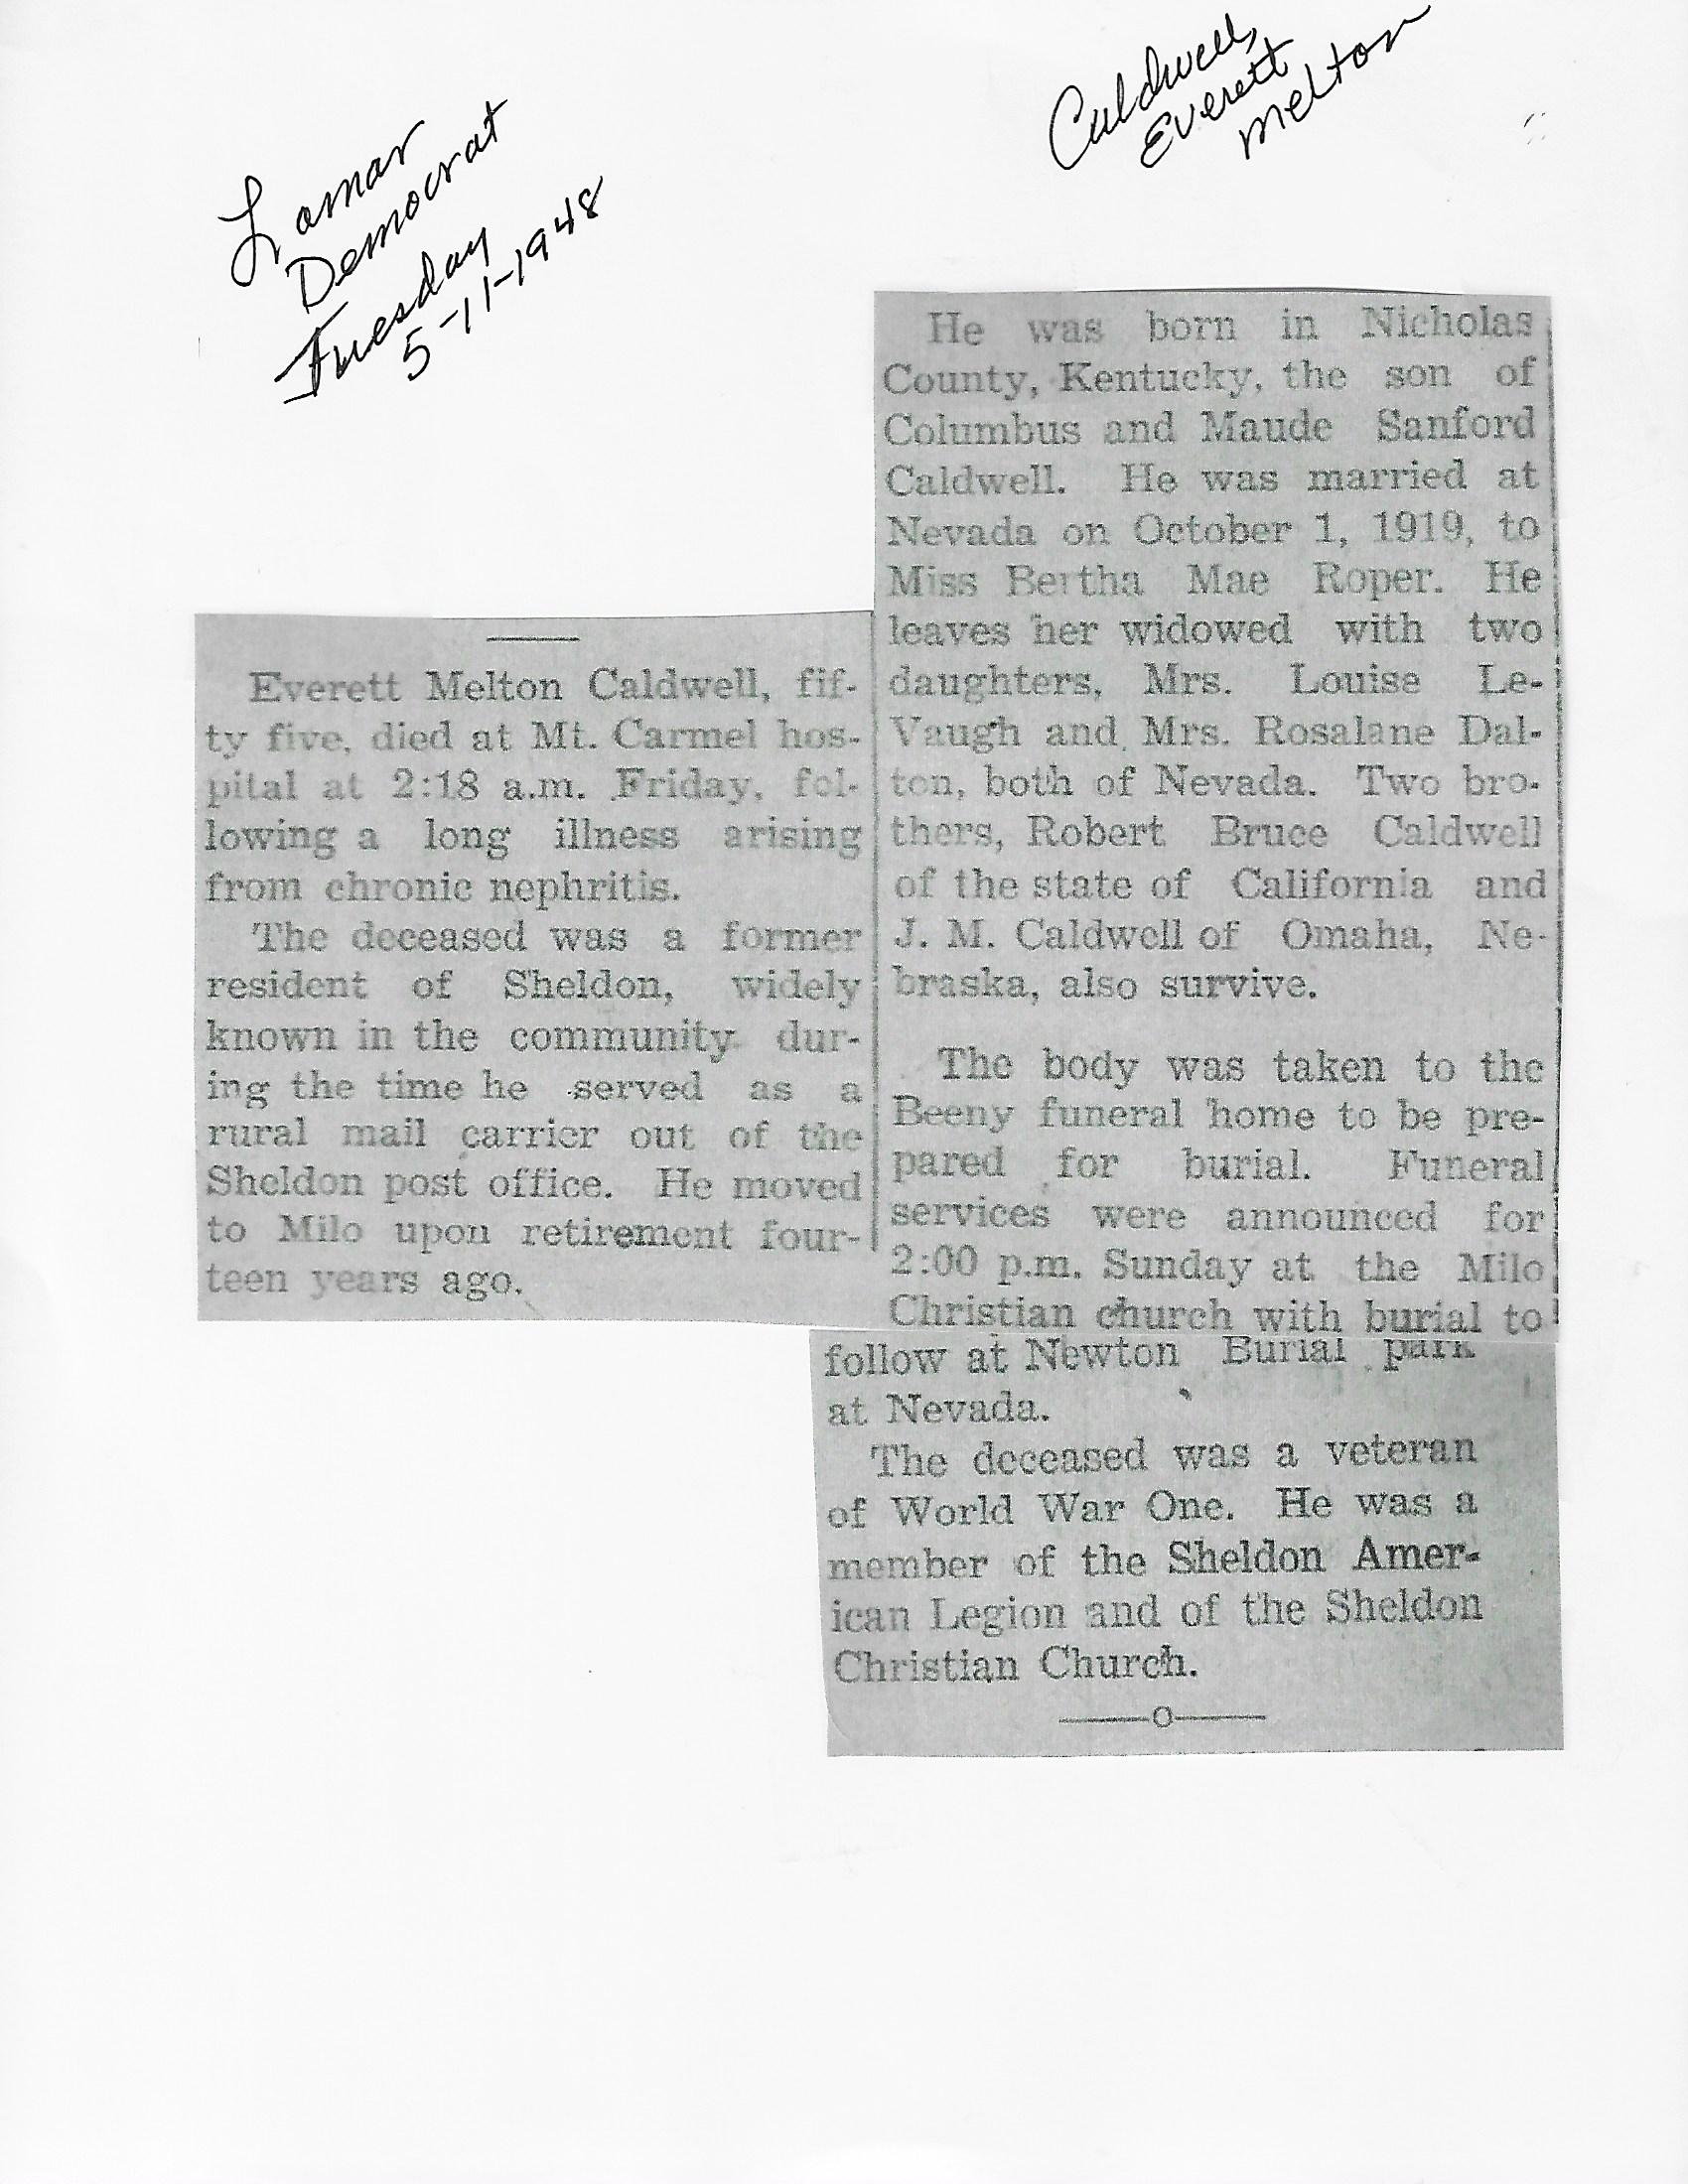 Lamar
Democrat
Tuesday
5-11-1948
Caldwell,
Everett
Melton
Everett Melton Caldwell, fif-
ty five, died at Mt. Carmel hos-
pital at 2:18 a.m. Friday, fol-
lowing a long illness arising
from chronic nephritis.
The deceased was a former
resident of Sheldon, widely
known in the community dur-
ing the time he served as a
rural mail carrier out of the
Sheldon post office. He moved
to Milo upon retirement four-
teen years ago.
He was born in Nicholas
County, Kentucky, the son of
Columbus and Maude Sanford
Caldwell. He was married at
Nevada on October 1, 1919, to
Miss Bertha Mae Roper. He
leaves her widowed with two
daughters, Mrs. Louise Le-
Vaugh and Mrs. Rosalane Dal-
ton, both of Nevada. Two bro-
thers, Robert Bruce Caldwell
of the state of California and
J. M. Caldwell of Omaha, Ne-
braska, also survive.
The body was taken to the
Beeny funeral home to be pre-
pared for burial. Funeral
services were announced for
2:00 p.m. Sunday at the Milo
Christian church with burial to
follow at Newton Burial park
at Nevada.
The deceased was a veteran
of World War One. He was a
member of the Sheldon Amer-
ican Legion and of the Sheldon
Christian Church.